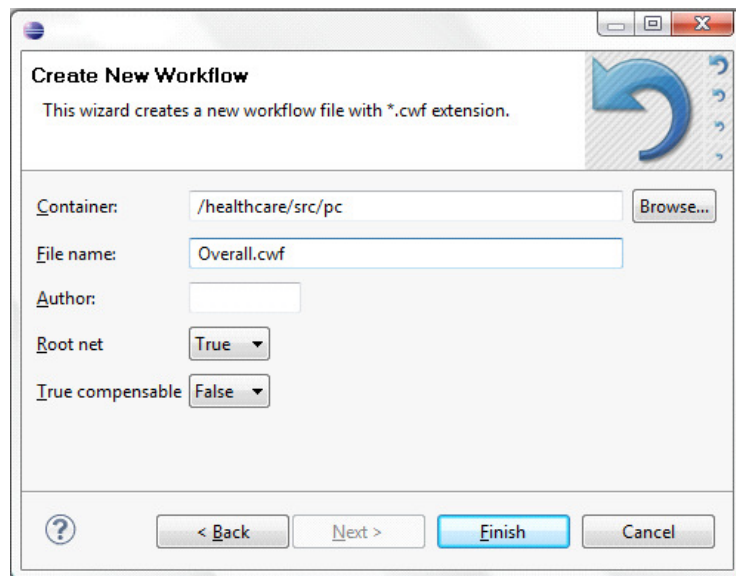 Create New Workflow
This wizard creates a new workflow file with *.cwf extension.
Container: /healthcare/src/pc Browse...
File name: Overall.cwf
Author:
Root net True
True compensable False
< Back Next > Finish Cancel